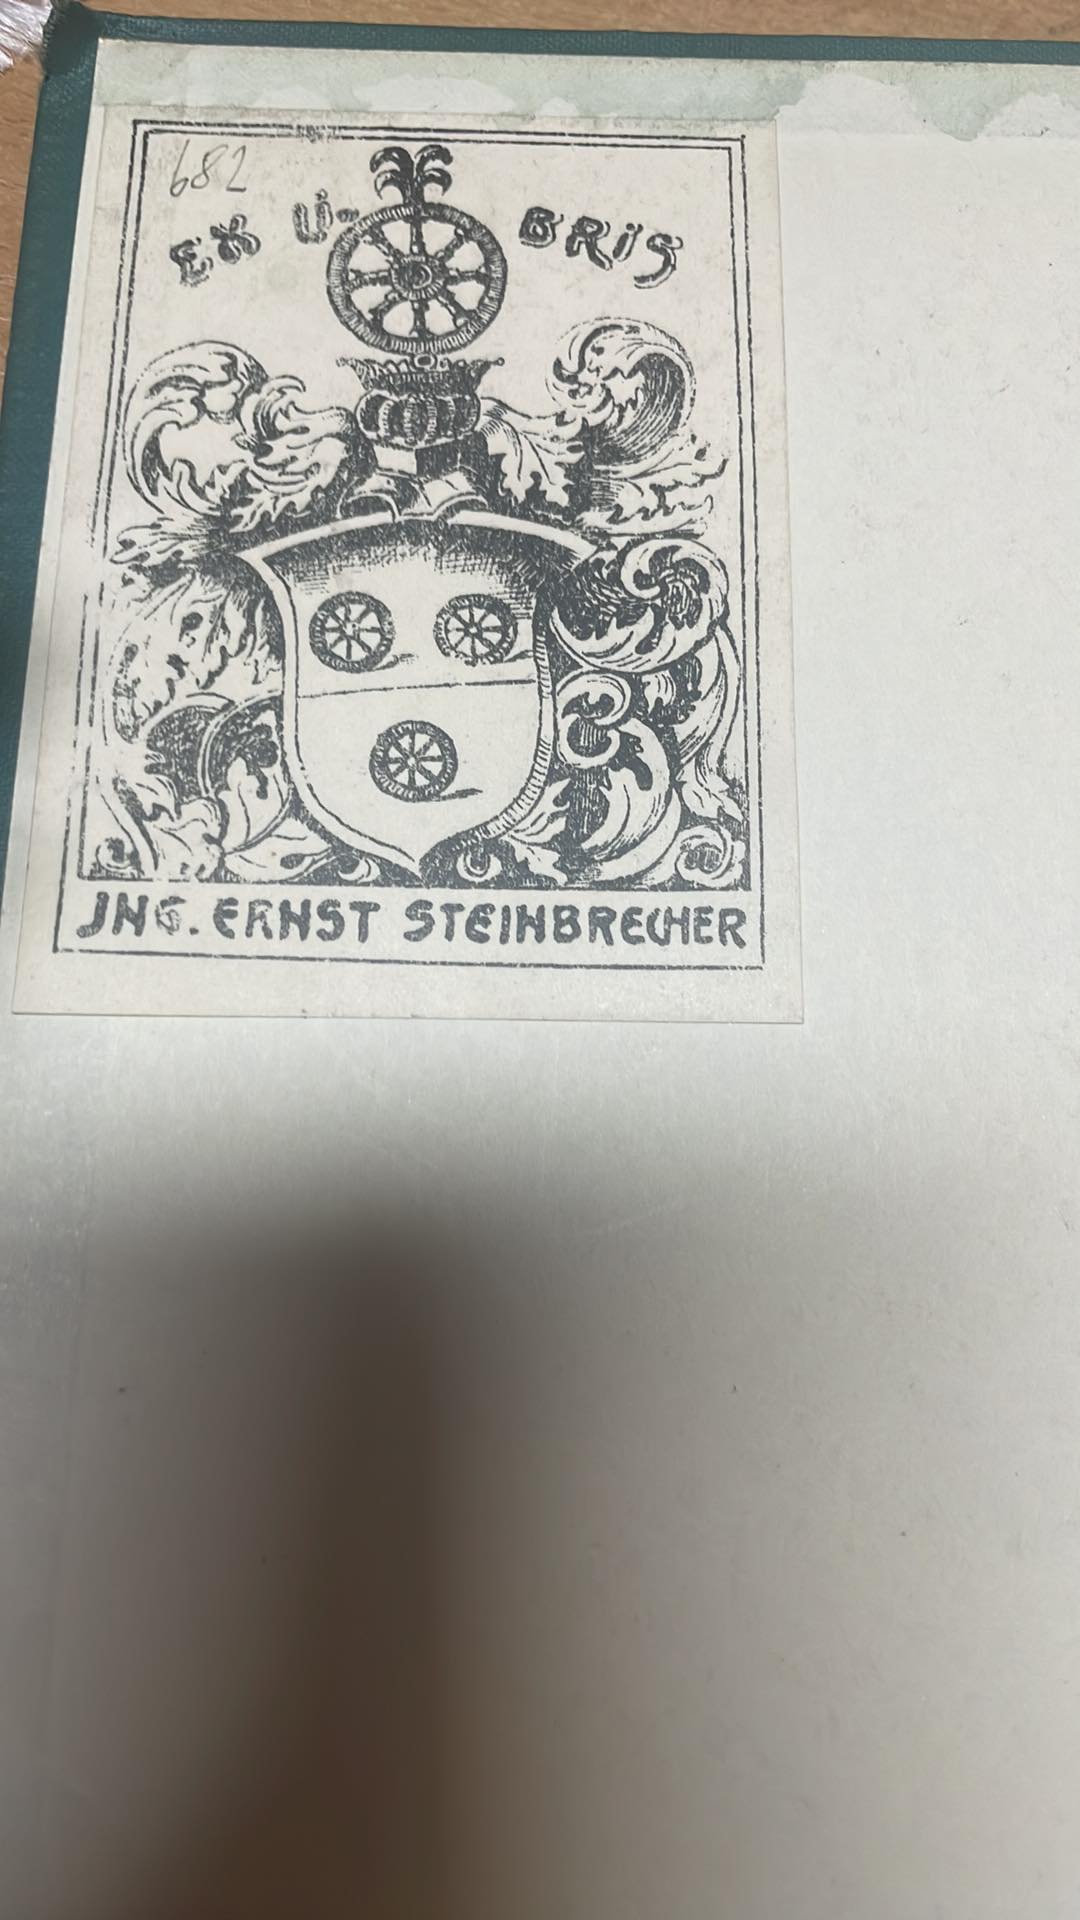 682
EX LI- BRIS
JNG. ERNST STEINBRECHER